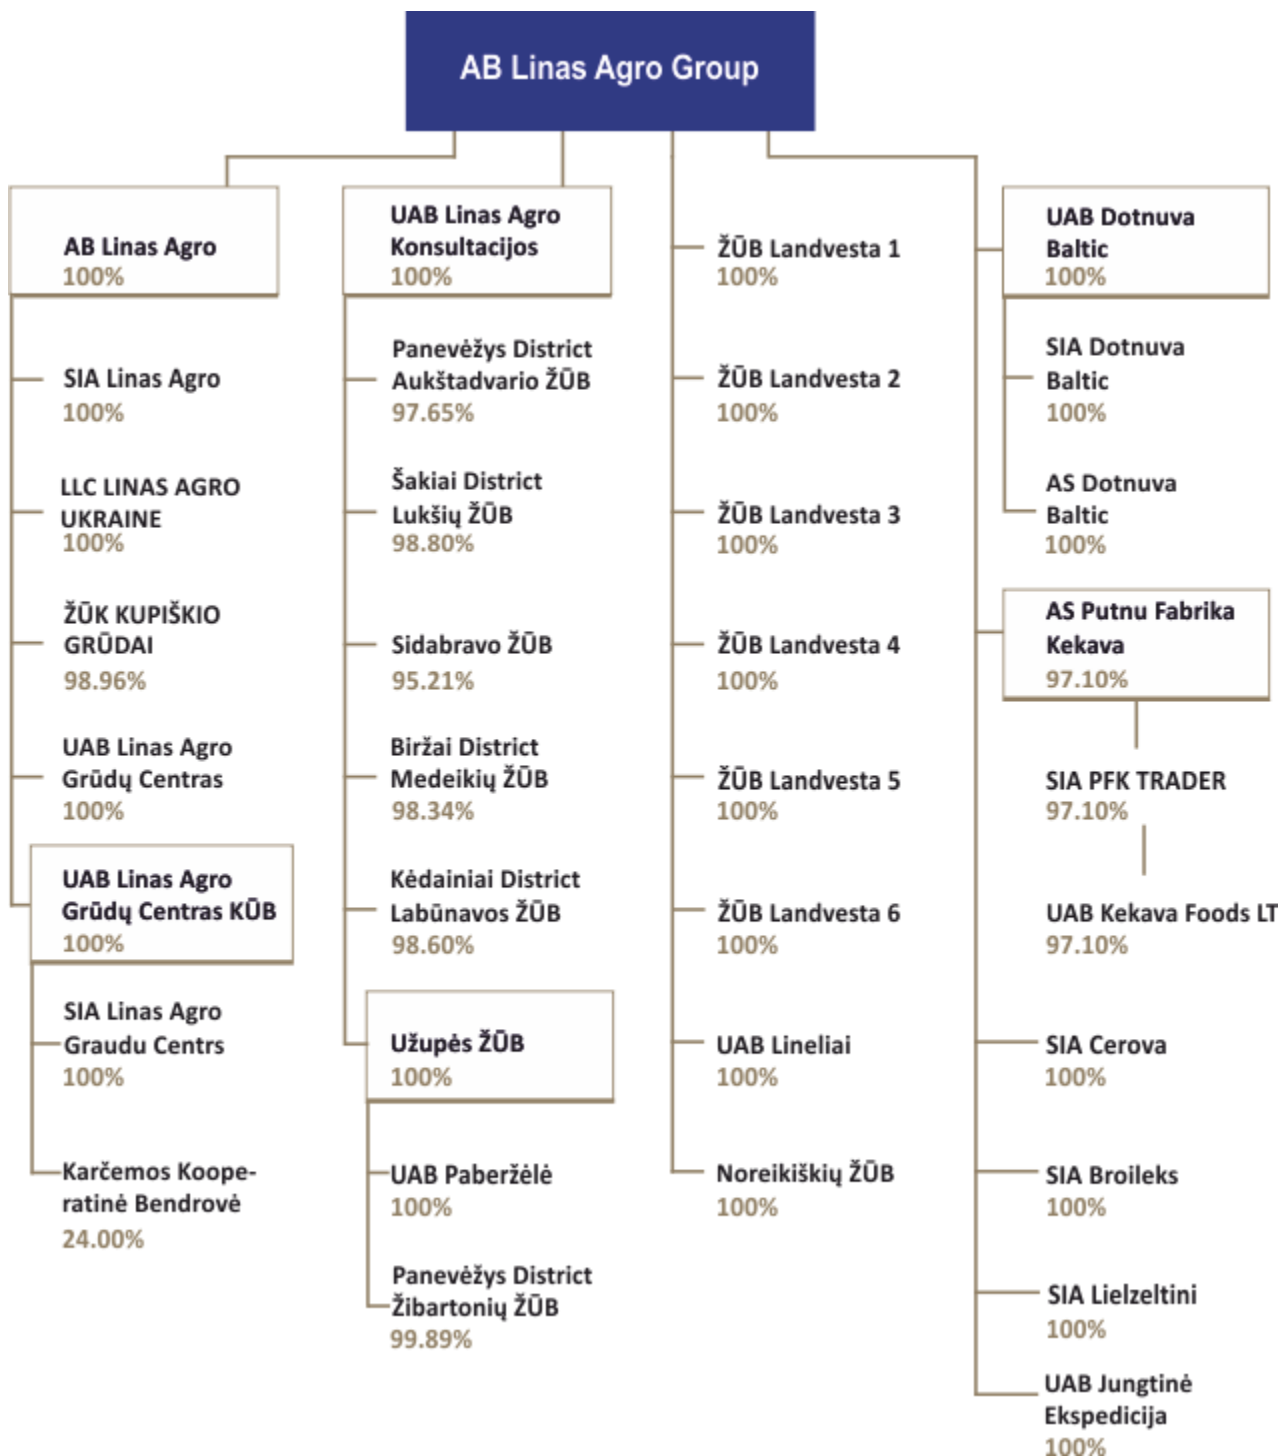 AB Linas Agro Group
AB Linas Agro
100%
SIA Linas Agro
100%
LLC LINAS AGRO
UKRAINE
100%
ŽŪK KUPIŠKIO
GRŪDAI
98.96%
UAB Linas Agro
Grūdų Centras
100%
UAB Linas Agro
Grūdų Centras KŪB
100%
SIA Linas Agro
Graudu Centrs
100%
Karčemos Koope-
ratinė Bendrovė
24.00%
UAB Linas Agro
Konsultacijos
100%
Panevėžys District
Aukštadvario ŽŪB
97.65%
Šakiai District
Lukšių ŽŪB
98.80%
Sidabravo ŽŪB
95.21%
Biržai District
Medeikių ŽŪB
98.34%
Kėdainiai District
Labūnavos ŽŪB
98.60%
Užupės ŽŪB
100%
UAB Paberžėlė
100%
Panevėžys District
Žibartonių ŽŪB
99.89%
ŽŪB Landvesta 1
100%
ŽŪB Landvesta 2
100%
ŽŪB Landvesta 3
100%
ŽŪB Landvesta 4
100%
ŽŪB Landvesta 5
100%
ŽŪB Landvesta 6
100%
UAB Lineliai
100%
Noreikiškių ŽŪB
100%
UAB Dotnuva
Baltic
100%
SIA Dotnuva
Baltic
100%
AS Dotnuva
Baltic
100%
AS Putnu Fabrika
Kekava
97.10%
SIA PFK TRADER
97.10%
UAB Kekava Foods LT
97.10%
SIA Cerova
100%
SIA Broileks
100%
SIA Lielzeltini
100%
UAB Jungtinė
Ekspedicija
100%